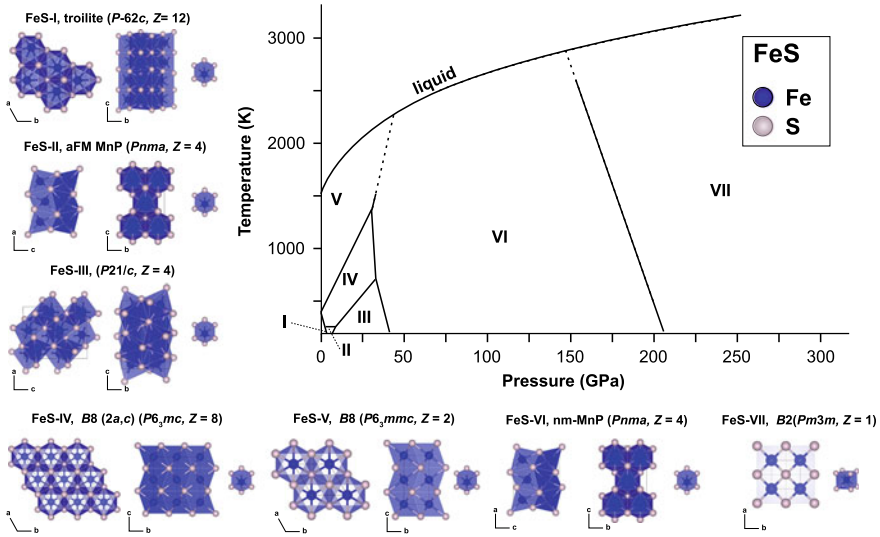 FeS-I, troilite (P-62c, Z= 12)
a
b
c
b
FeS-II, aFM MnP (Pnma, Z = 4)
a
c
c
b
FeS-III, (P21/c, Z = 4)
a
c
c
b
Temperature (K)
3000
2000
1000
liquid
V
IV
III
I
II
VI
VII
0
50
100
150
200
250
300
Pressure (GPa)
FeS
Fe
S
FeS-IV, B8 (2a,c) (P63mc, Z = 8)
a
b
c
b
FeS-V, B8 (P63mmc, Z = 2)
a
b
c
b
FeS-VI, nm-MnP (Pnma, Z = 4)
a
c
c
b
FeS-VII, B2(Pm3m, Z = 1)
a
b